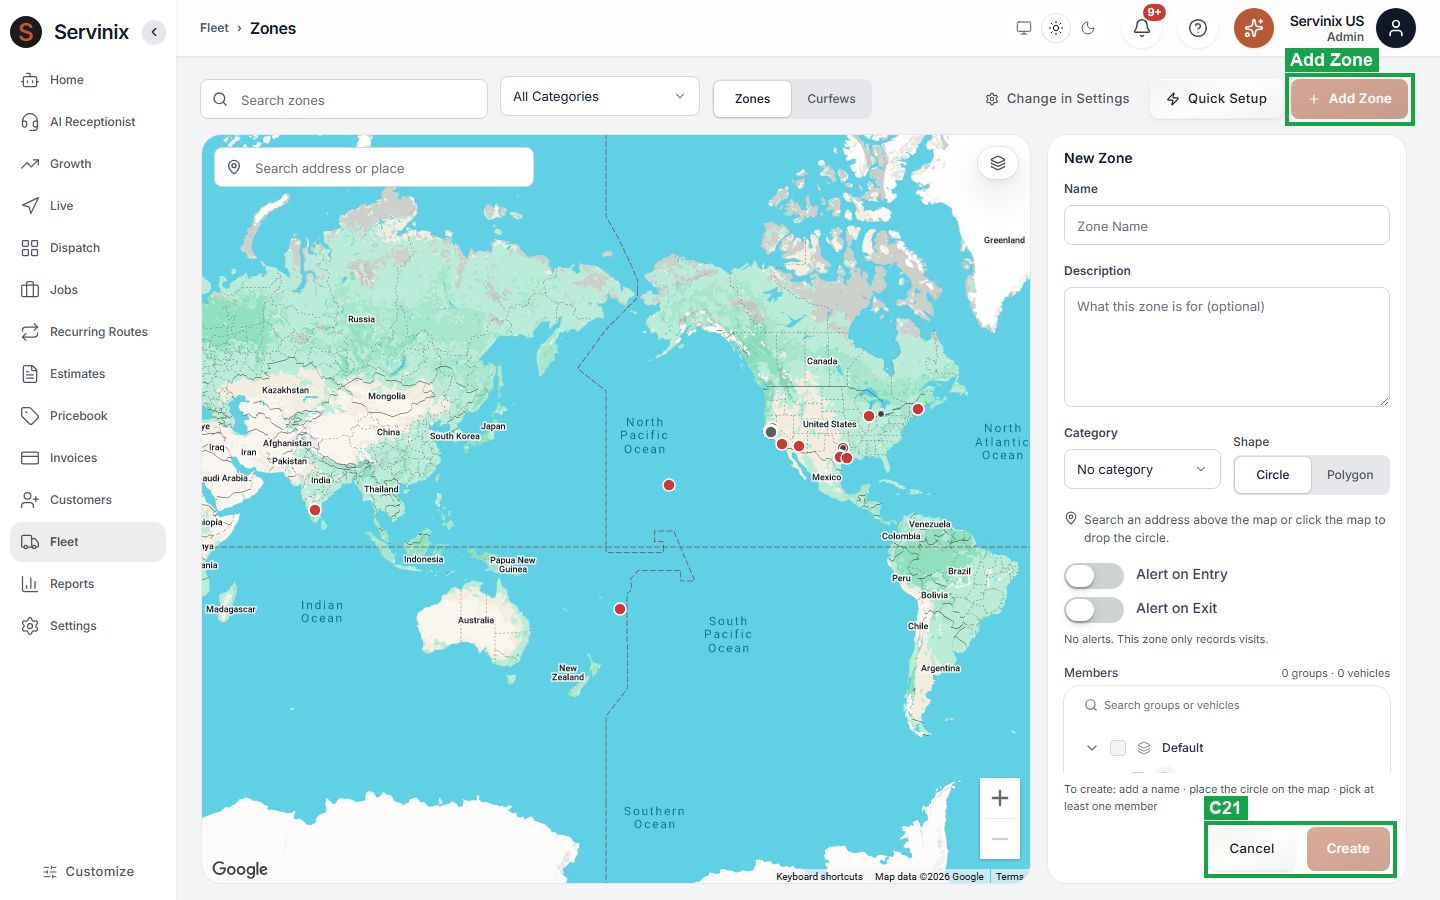 Servinix
Fleet › Zones
9+
Servinix US
Admin
Home
AI Receptionist
Growth
Live
Dispatch
Jobs
Recurring Routes
Estimates
Pricebook
Invoices
Customers
Fleet
Reports
Settings
Customize
Add Zone
Search zones
All Categories
Zones
Curfews
Change in Settings
Quick Setup
+ Add Zone
Search address or place
Greenland
Russia
Canada
Kazakhstan
Mongolia
North
Pacific
Ocean
United States
North
Atlantic
Ocean
ye
China
South Korea
Japan
Iraq
Iran
Afghanistan
Pakistan
audi Arabia
India
Thailand
Mexico
iopia
Venezuela
Colombia
nya
ania
Indonesia
Papua New
Guinea
Peru
Brazil
Bolivia
Madagascar
Indian
Ocean
Australia
South
Pacific
Ocean
Chile
New
Zealand
Argentina
Southern
Ocean
Google
Keyboard shortcuts
Map data ©2026 Google
Terms
New Zone
Name
Zone Name
Description
What this zone is for (optional)
Category
Shape
No category
Circle
Polygon
Search an address above the map or click the map to
drop the circle.
Alert on Entry
Alert on Exit
No alerts. This zone only records visits.
Members
0 groups · 0 vehicles
Search groups or vehicles
Default
To create: add a name · place the circle on the map · pick at
least one member
C21
Cancel
Create